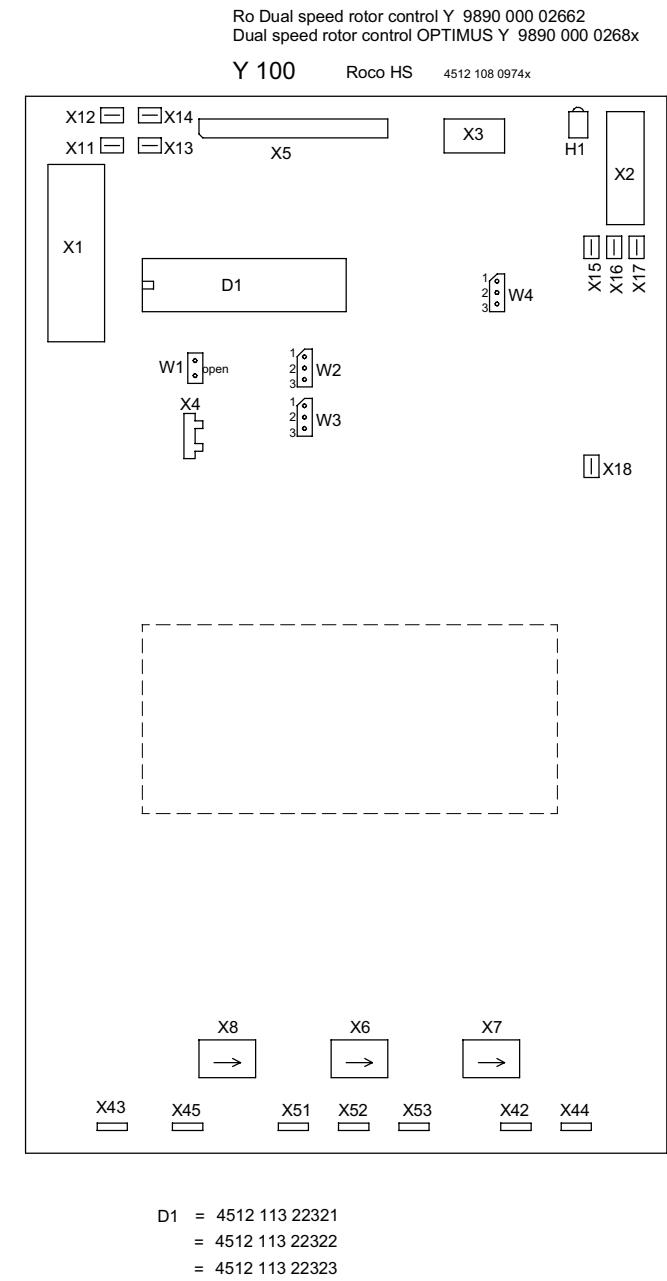 Ro Dual speed rotor control Y 9890 000 02662
Dual speed rotor control OPTIMUS Y 9890 000 0268x
Y 100 Roco HS 4512 108 0974x
X12 X14
X11 X13
X5
X3
H1
X2
X1
D1
X15 X16 X17
1
2
3
W4
W1 open
1
2
3
W2
X4
1
2
3
W3
X18
X8 X6 X7
X43 X45 X51 X52 X53 X42 X44
D1 = 4512 113 22321
= 4512 113 22322
= 4512 113 22323